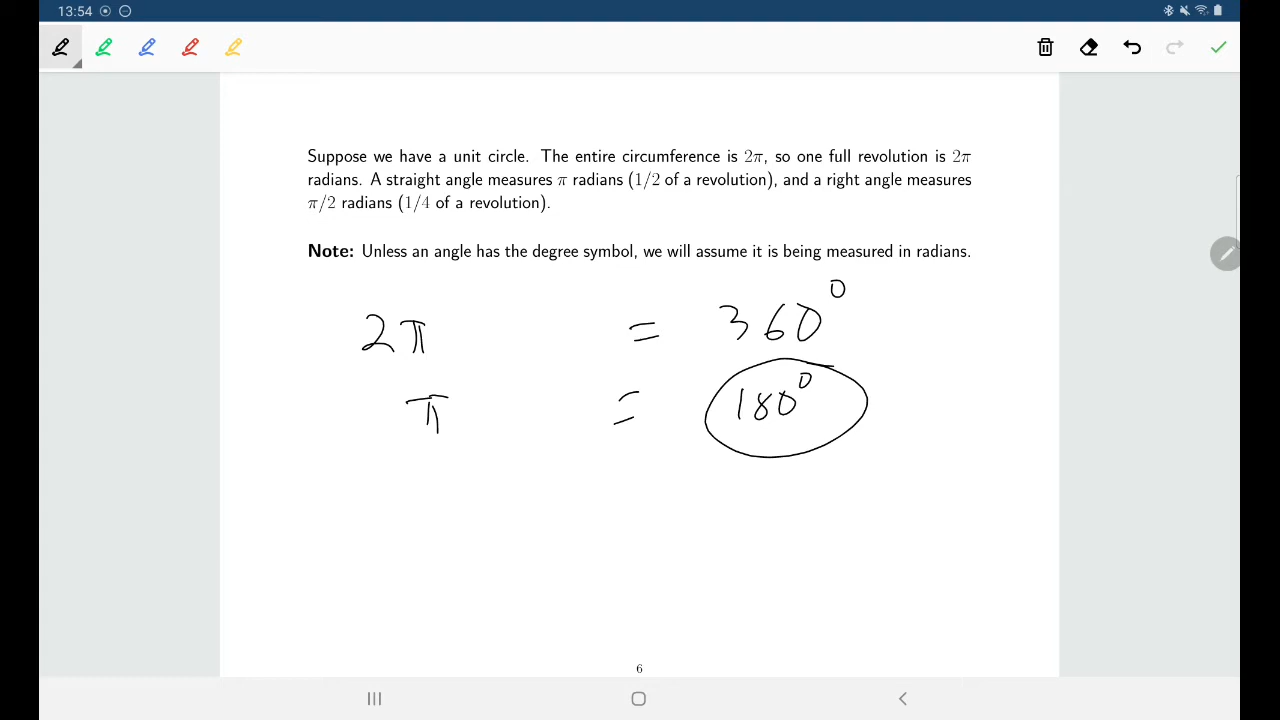 13:54
Suppose we have a unit circle. The entire circumference is 2π, so one full revolution is 2π
radians. A straight angle measures π radians (1/2 of a revolution), and a right angle measures
π/2 radians (1/4 of a revolution).
Note: Unless an angle has the degree symbol, we will assume it is being measured in radians.
2π = 360°
π = 180°
6